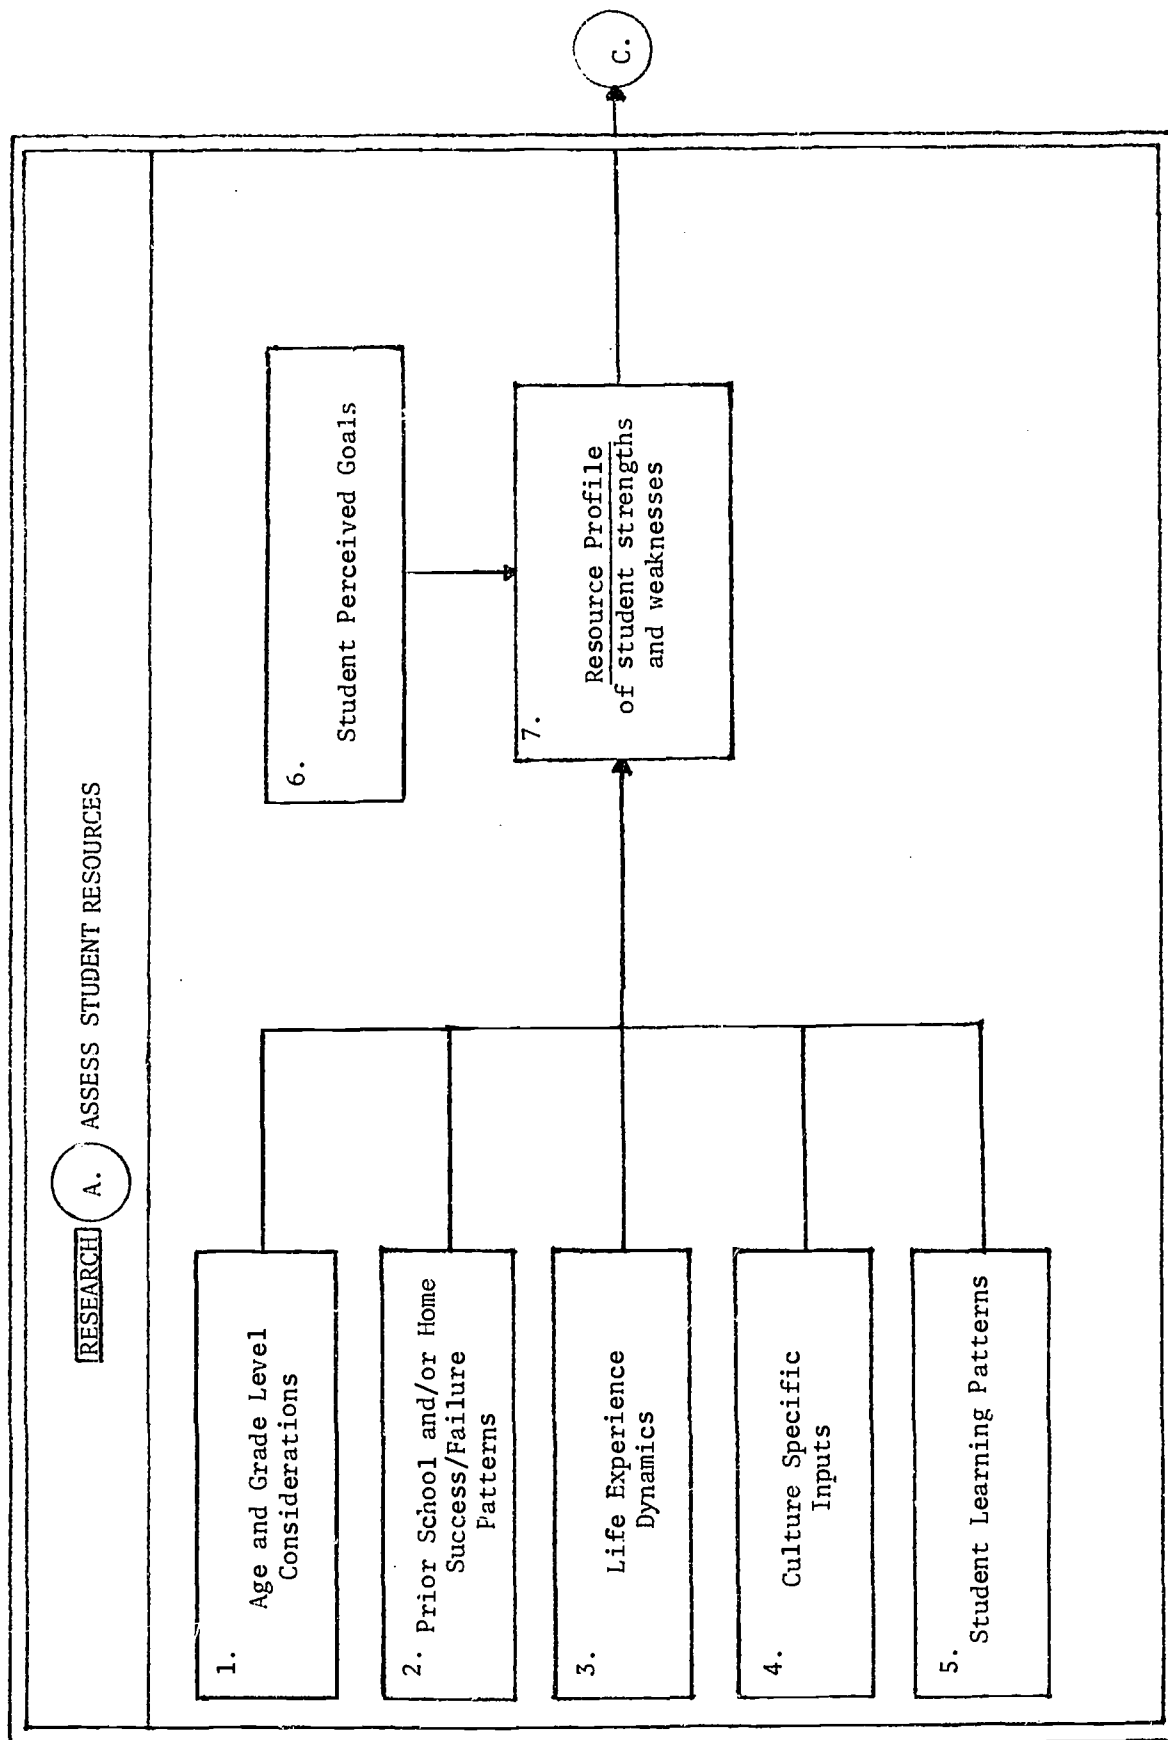 RESEARCH A. ASSESS STUDENT RESOURCES
1.
Age and Grade Level
Considerations
2. Prior School and/or Home
Success/Failure
Patterns
3.
Life Experience
Dynamics
4.
Culture Specific
Inputs
5.
Student Learning Patterns
6.
Student Perceived Goals
7.
Resource Profile
of student strengths
and weaknesses
C.